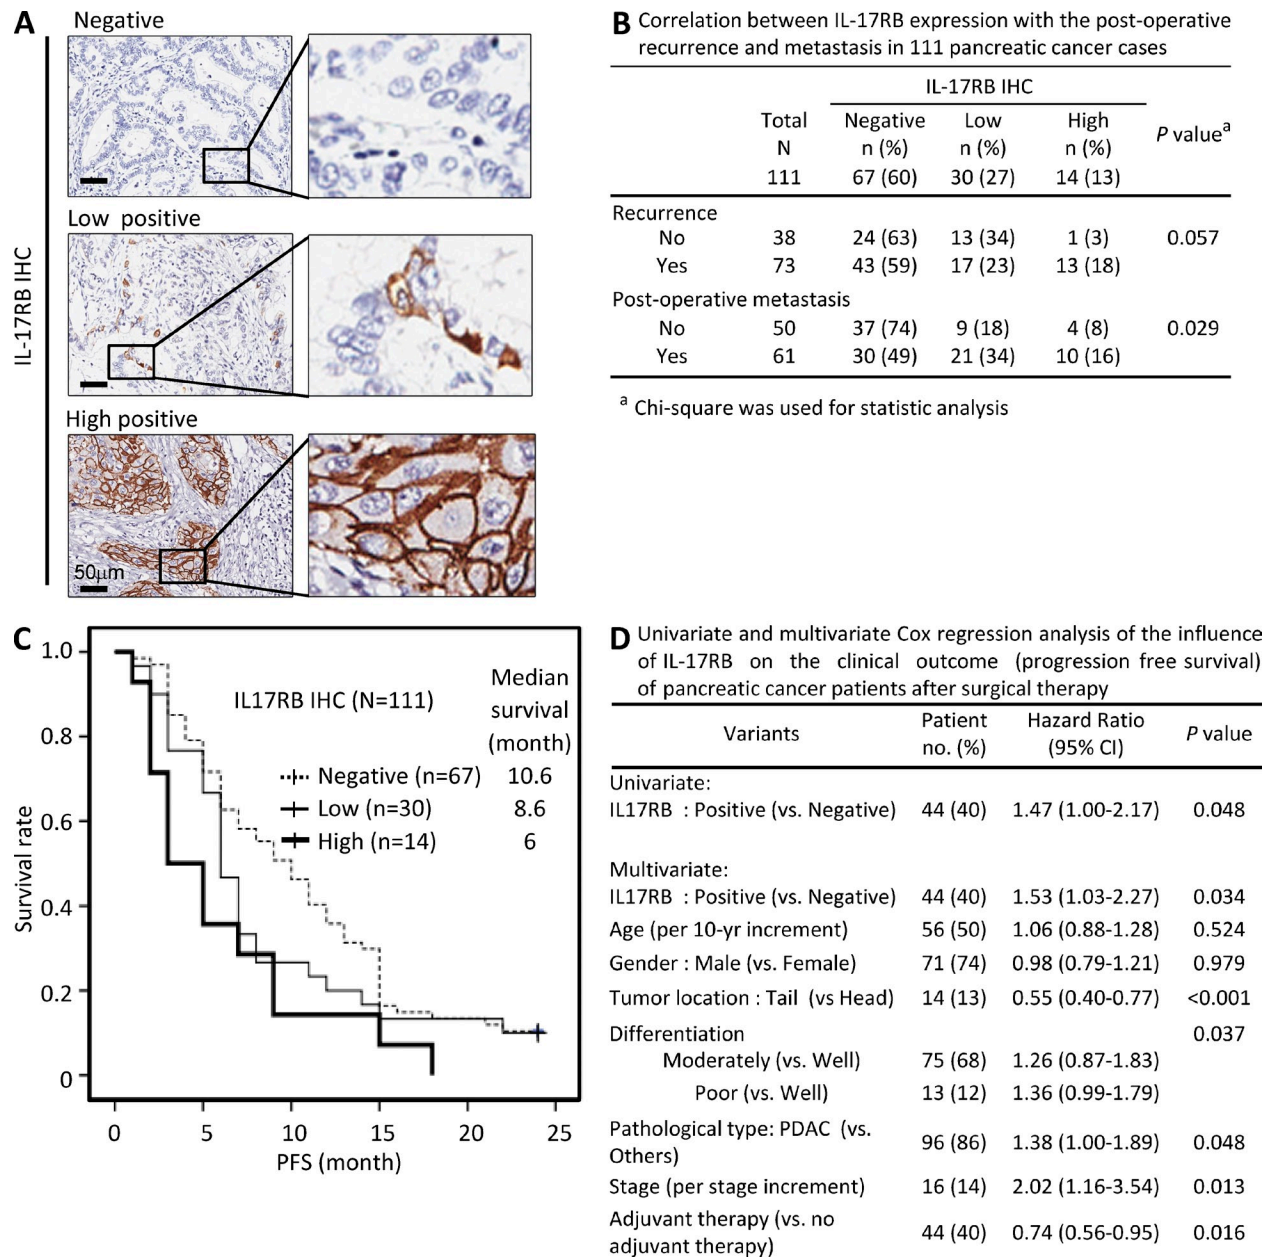 A
Negative
Low positive
High positive
50μm
IL-17RB IHC
B Correlation between IL-17RB expression with the post-operative
recurrence and metastasis in 111 pancreatic cancer cases
IL-17RB IHC
Total Negative Low High P valueᵃ
N n (%) n (%) n (%)
111 67 (60) 30 (27) 14 (13)
Recurrence
No 38 24 (63) 13 (34) 1 (3) 0.057
Yes 73 43 (59) 17 (23) 13 (18)
Post-operative metastasis
No 50 37 (74) 9 (18) 4 (8) 0.029
Yes 61 30 (49) 21 (34) 10 (16)
ᵃ Chi-square was used for statistic analysis
C
1.0
0.8
0.6
0.4
0.2
0
Survival rate
IL17RB IHC (N=111)
Median
survival
(month)
Negative (n=67) 10.6
Low (n=30) 8.6
High (n=14) 6
0 5 10 15 20 25
PFS (month)
D Univariate and multivariate Cox regression analysis of the influence
of IL-17RB on the clinical outcome (progression free survival)
of pancreatic cancer patients after surgical therapy
Variants Patient no. (%) Hazard Ratio (95% CI) P value
Univariate:
IL17RB : Positive (vs. Negative) 44 (40) 1.47 (1.00-2.17) 0.048
Multivariate:
IL17RB : Positive (vs. Negative) 44 (40) 1.53 (1.03-2.27) 0.034
Age (per 10-yr increment) 56 (50) 1.06 (0.88-1.28) 0.524
Gender : Male (vs. Female) 71 (74) 0.98 (0.79-1.21) 0.979
Tumor location : Tail (vs Head) 14 (13) 0.55 (0.40-0.77) <0.001
Differentiation 0.037
Moderately (vs. Well) 75 (68) 1.26 (0.87-1.83)
Poor (vs. Well) 13 (12) 1.36 (0.99-1.79)
Pathological type: PDAC (vs.
Others) 96 (86) 1.38 (1.00-1.89) 0.048
Stage (per stage increment) 16 (14) 2.02 (1.16-3.54) 0.013
Adjuvant therapy (vs. no
adjuvant therapy) 44 (40) 0.74 (0.56-0.95) 0.016